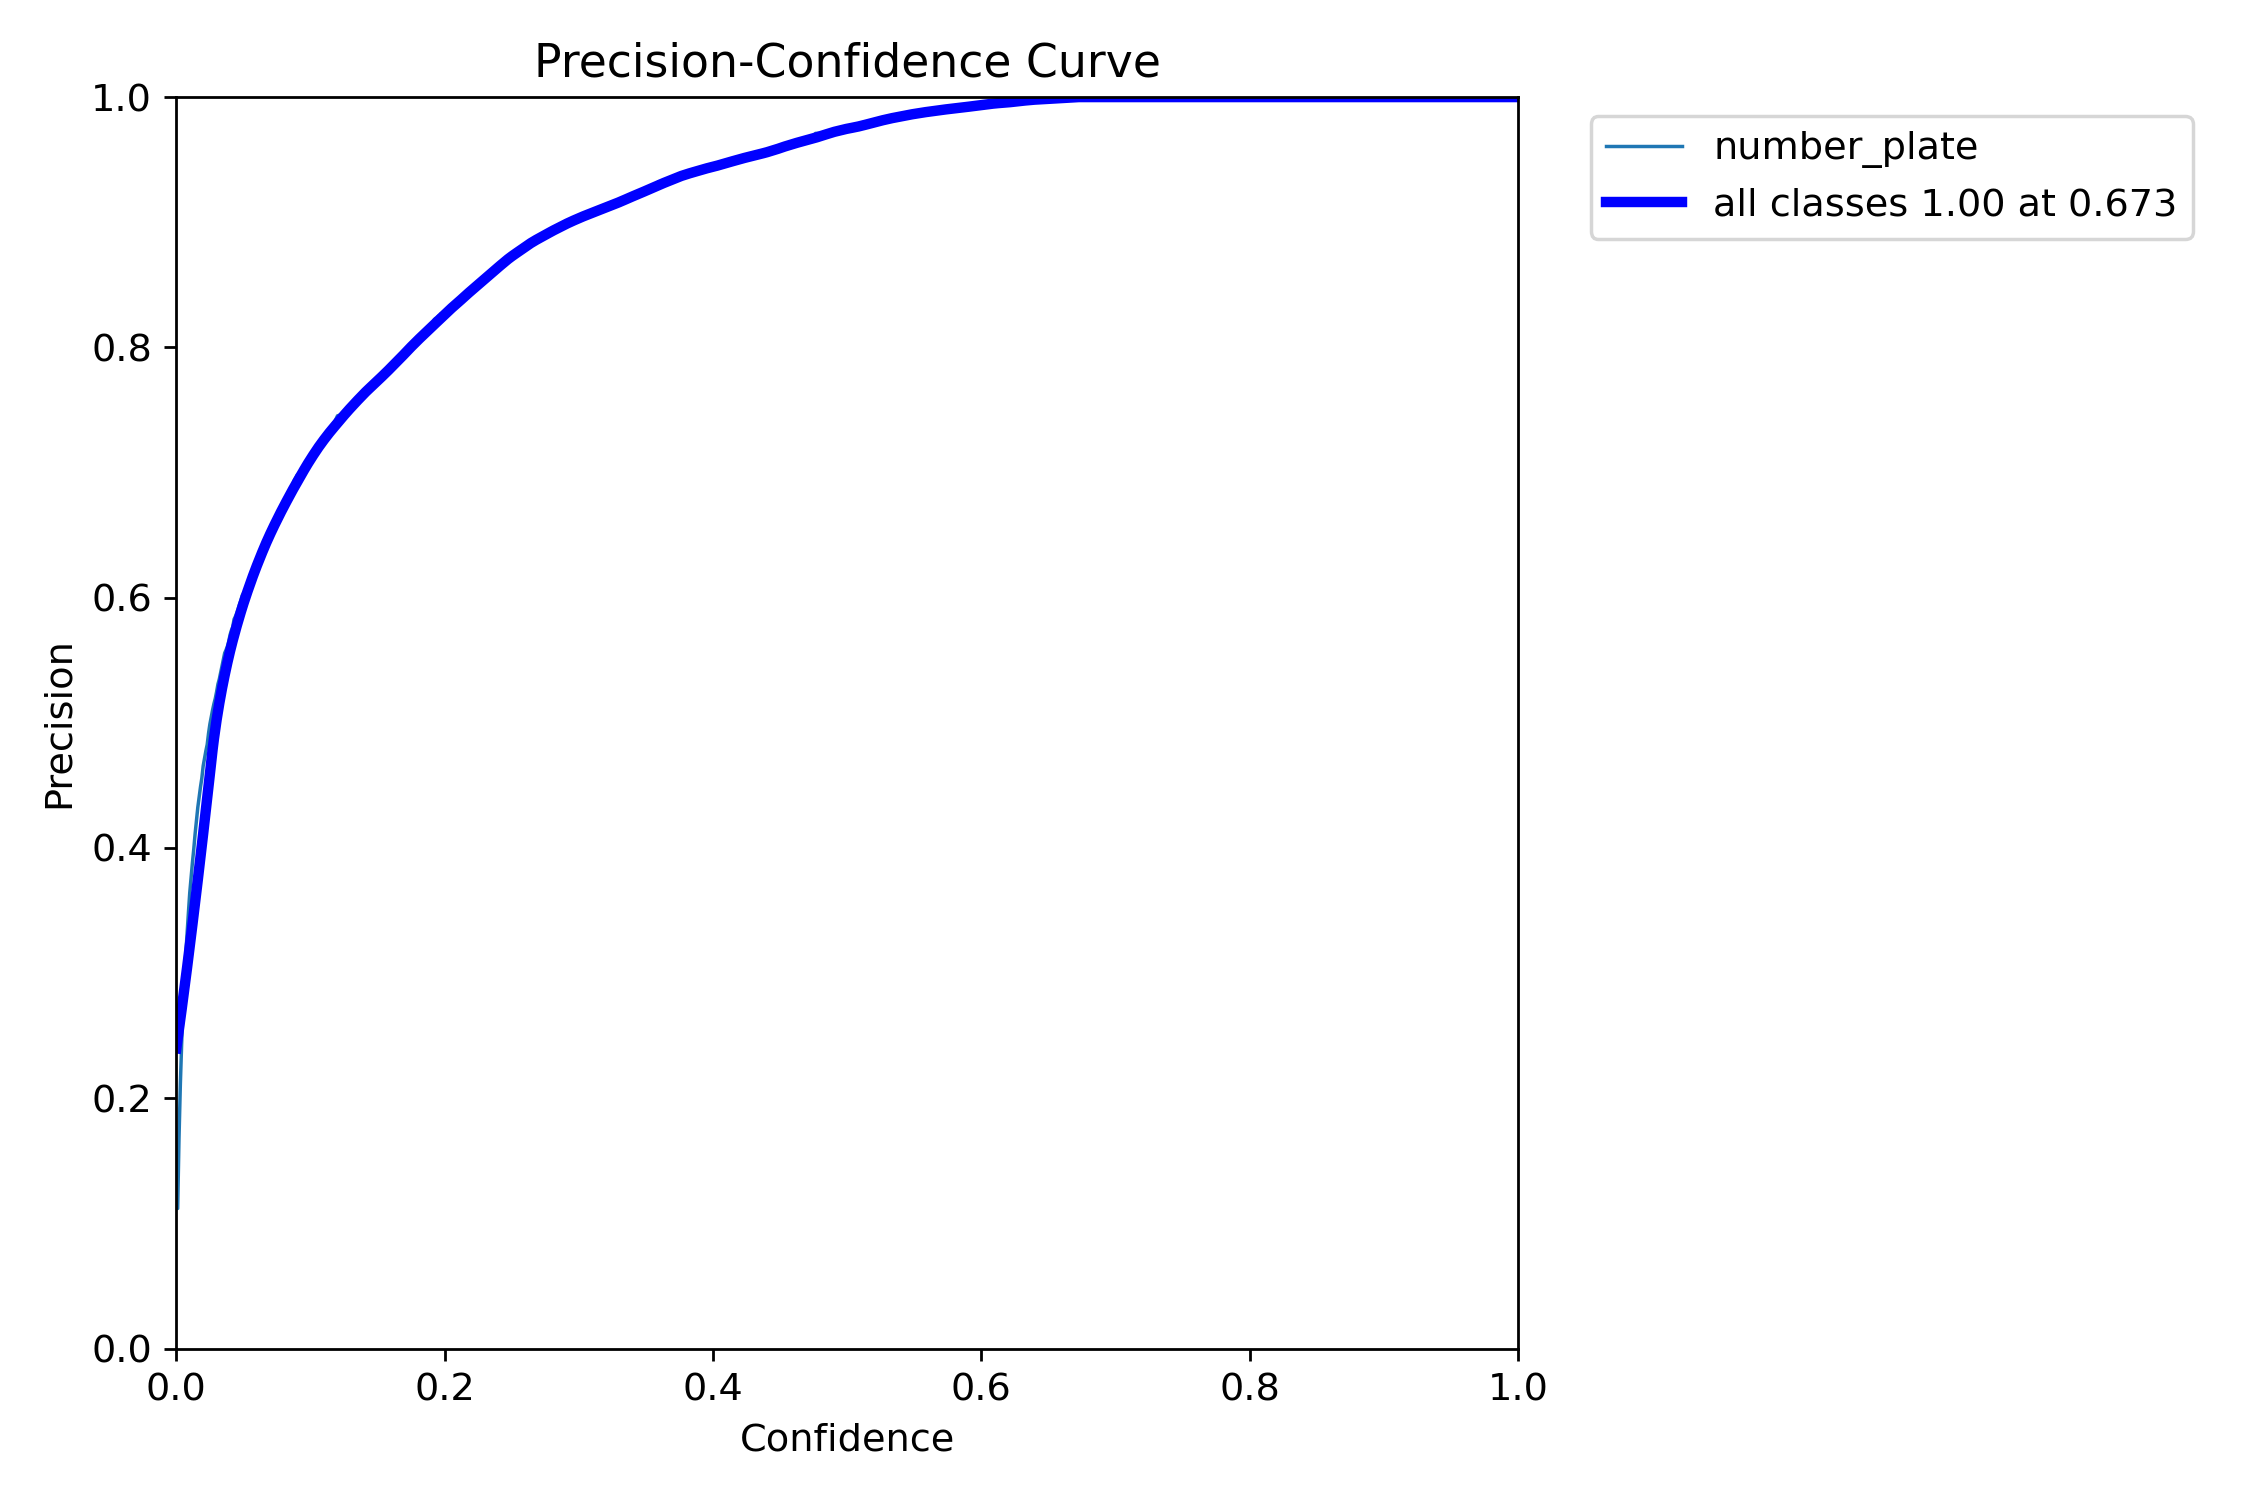 Precision-Confidence Curve
1.0
0.8
0.6
0.4
0.2
0.0
Precision
0.0 0.2 0.4 0.6 0.8 1.0
Confidence
number_plate
all classes 1.00 at 0.673